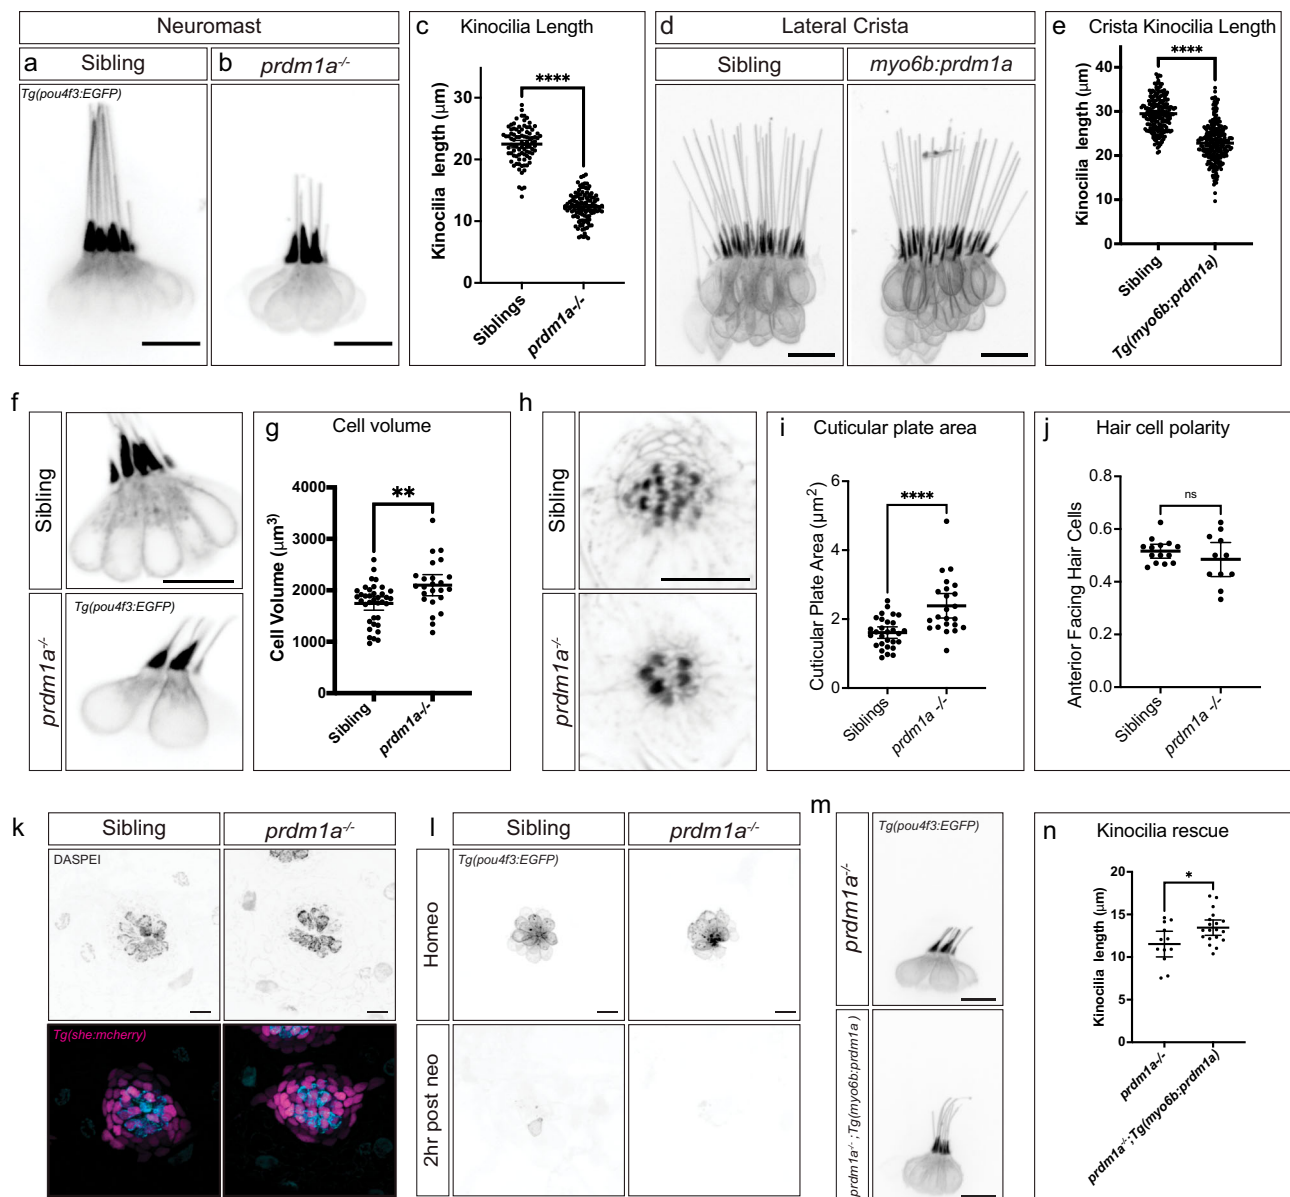 Neuromast
a
Sibling
b
prdm1a-/-
Tg(pou4f3:EGFP)
c
Kinocilia Length
Kinocilia length (μm)
30
20
10
0
****
Siblings
prdm1a-/-
d
Lateral Crista
Sibling
myo6b:prdm1a
e
Crista Kinocilia Length
Kinocilia length (μm)
40
30
20
10
0
****
Sibling
Tg(myo6b:prdm1a)
f
Sibling
prdm1a-/-
Tg(pou4f3:EGFP)
g
Cell volume
Cell Volume (μm³)
4000
3000
2000
1000
0
**
Sibling
prdm1a-/-
h
Sibling
prdm1a-/-
i
Cuticular plate area
Cuticular Plate Area (μm²)
6
4
2
0
****
Siblings
prdm1a -/-
j
Hair cell polarity
Anterior Facing Hair Cells
0.8
0.6
0.4
0.2
0.0
ns
Siblings
prdm1a -/-
k
Sibling
prdm1a-/-
DASPEI
Tg(she:mcherry)
l
Sibling
prdm1a-/-
Homeo
2hr post neo
Tg(pou4f3:EGFP)
m
prdm1a-/-
prdm1a-/-;Tg(myo6b:prdm1a)
Tg(pou4f3:EGFP)
n
Kinocilia rescue
Kinocilia length (μm)
20
15
10
5
0
*
prdm1a-/-
prdm1a-/-;Tg(myo6b:prdm1a)